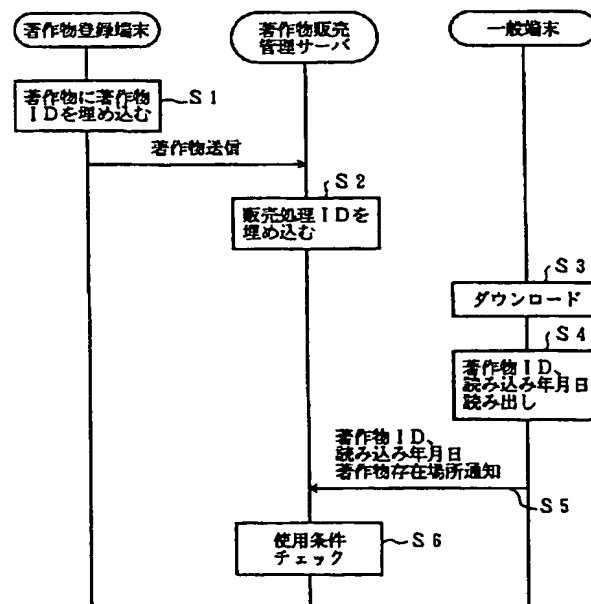 著作物登録端末
著作物販売
管理サーバ
一般端末
著作物に著作物
IDを埋め込む
S1
著作物送信
S2
販売処理IDを
埋め込む
S3
ダウンロード
S4
著作物ID、
読み込み年月日
読み出し
著作物ID、
読み込み年月日
著作物存在場所通知
S5
使用条件
チェック
S6